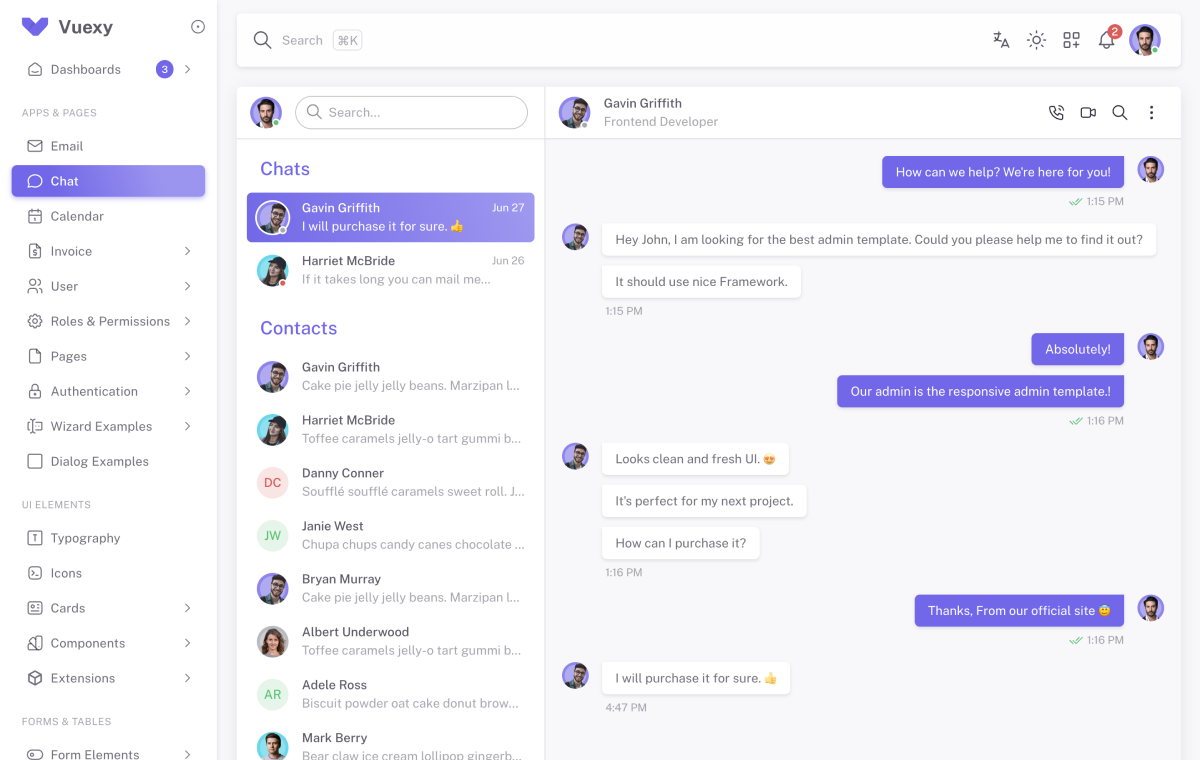 Vuexy
Dashboards 3
APPS & PAGES
Email
Chat
Calendar
Invoice
User
Roles & Permissions
Pages
Authentication
Wizard Examples
Dialog Examples
UI ELEMENTS
Typography
Icons
Cards
Components
Extensions
FORMS & TABLES
Form Elements
Search ⌘K
2
Search...
Chats
Gavin Griffith Jun 27
I will purchase it for sure. 👍
Harriet McBride Jun 26
If it takes long you can mail me...
Contacts
Gavin Griffith
Cake pie jelly jelly beans. Marzipan l...
Harriet McBride
Toffee caramels jelly-o tart gummi b...
DC
Danny Conner
Soufflé soufflé caramels sweet roll. J...
JW
Janie West
Chupa chups candy canes chocolate ...
Bryan Murray
Cake pie jelly jelly beans. Marzipan l...
Albert Underwood
Toffee caramels jelly-o tart gummi b...
AR
Adele Ross
Biscuit powder oat cake donut brow...
Mark Berry
Bear claw ice cream lollipop gingerb...
Gavin Griffith
Frontend Developer
How can we help? We're here for you!
1:15 PM
Hey John, I am looking for the best admin template. Could you please help me to find it out?
It should use nice Framework.
1:15 PM
Absolutely!
Our admin is the responsive admin template.!
1:16 PM
Looks clean and fresh UI. 😍
It's perfect for my next project.
How can I purchase it?
1:16 PM
Thanks, From our official site 😇
1:16 PM
I will purchase it for sure. 👍
4:47 PM